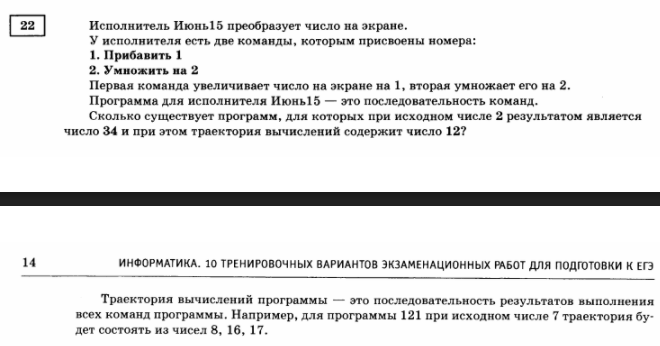 22
Исполнитель Июнь15 преобразует число на экране.
У исполнителя есть две команды, которым присвоены номера:
1. Прибавить 1
2. Умножить на 2
Первая команда увеличивает число на экране на 1, вторая умножает его на 2.
Программа для исполнителя Июнь15 — это последовательность команд.
Сколько существует программ, для которых при исходном числе 2 результатом является
число 34 и при этом траектория вычислений содержит число 12?
14 ИНФОРМАТИКА. 10 ТРЕНИРОВОЧНЫХ ВАРИАНТОВ ЭКЗАМЕНАЦИОННЫХ РАБОТ ДЛЯ ПОДГОТОВКИ К ЕГЭ
Траектория вычислений программы — это последовательность результатов выполнения
всех команд программы. Например, для программы 121 при исходном числе 7 траектория бу-
дет состоять из чисел 8, 16, 17.